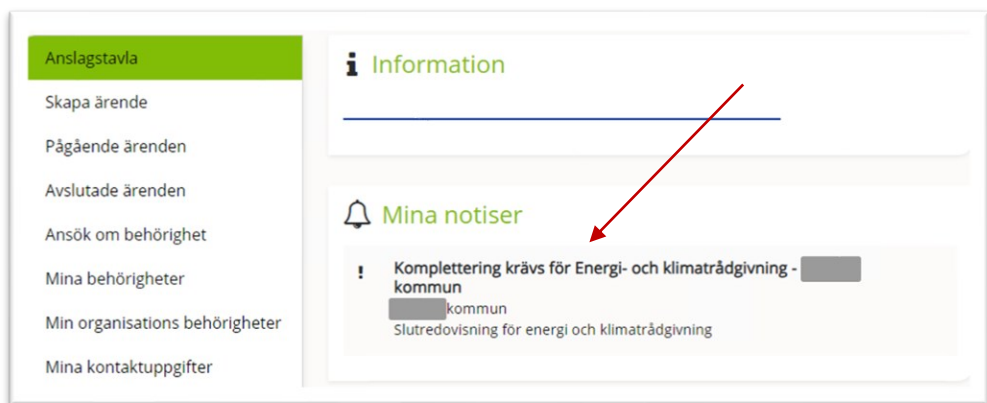 Anslagstavla
Skapa ärende
Pågående ärenden
Avslutade ärenden
Ansök om behörighet
Mina behörigheter
Min organisations behörigheter
Mina kontaktuppgifter
Information
Mina notiser
! Komplettering krävs för Energi- och klimatrådgivning -
kommun
kommun
Slutredovisning för energi och klimatrådgivning